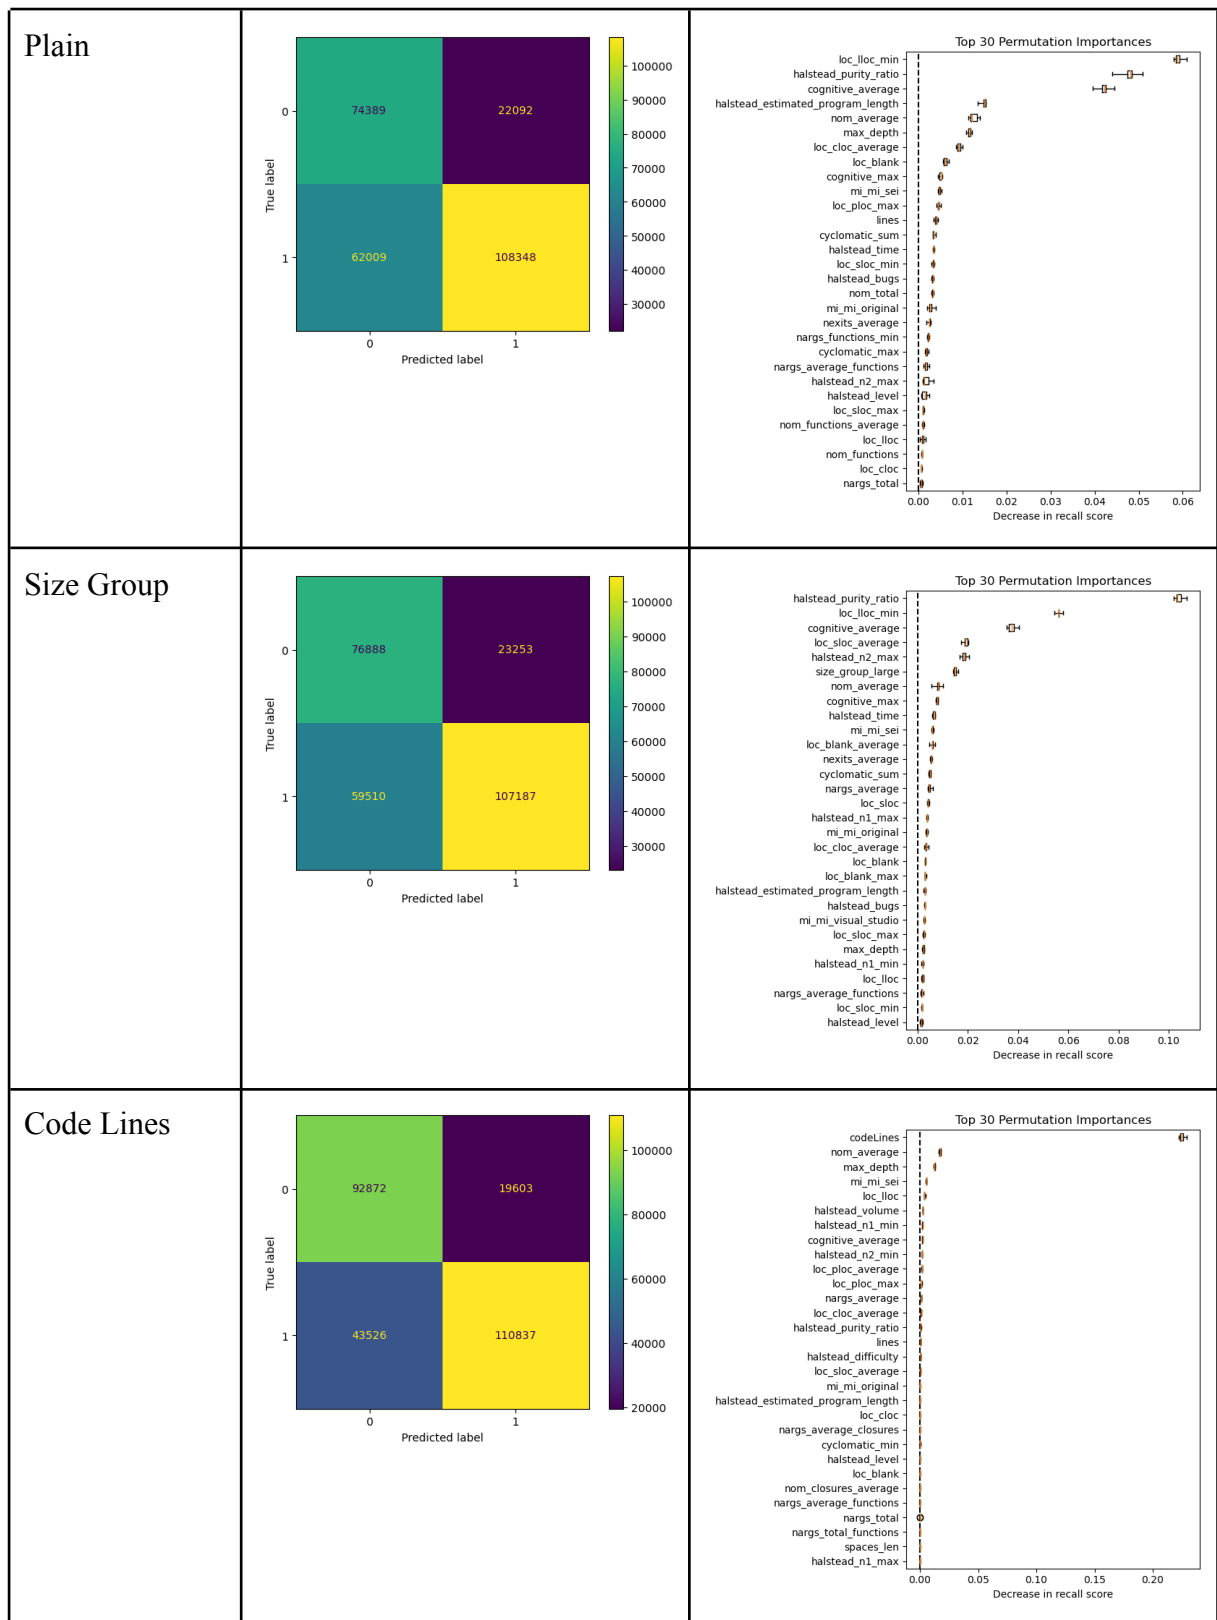 Plain
0
1
True label
74389
22092
62009
108348
0
1
Predicted label
100000
90000
80000
70000
60000
50000
40000
30000
Top 30 Permutation Importances
loc_lloc_min
halstead_purity_ratio
cognitive_average
halstead_estimated_program_length
nom_average
max_depth
loc_cloc_average
loc_blank
cognitive_max
mi_mi_sei
loc_ploc_max
lines
cyclomatic_sum
halstead_time
loc_sloc_min
halstead_bugs
nom_total
mi_mi_original
nexits_average
nargs_functions_min
cyclomatic_max
nargs_average_functions
halstead_n2_max
halstead_level
loc_sloc_max
nom_functions_average
loc_lloc
nom_functions
loc_cloc
nargs_total
0.00 0.01 0.02 0.03 0.04 0.05 0.06
Decrease in recall score
Size Group
0
1
True label
76888
23253
59510
107187
0
1
Predicted label
100000
90000
80000
70000
60000
50000
40000
30000
Top 30 Permutation Importances
halstead_purity_ratio
loc_lloc_min
cognitive_average
loc_sloc_average
halstead_n2_max
size_group_large
nom_average
cognitive_max
halstead_time
mi_mi_sei
loc_blank_average
nexits_average
cyclomatic_sum
nargs_average
loc_sloc
halstead_n1_max
mi_mi_original
loc_cloc_average
loc_blank
loc_blank_max
halstead_estimated_program_length
halstead_bugs
mi_mi_visual_studio
loc_sloc_max
max_depth
halstead_n1_min
loc_lloc
nargs_average_functions
loc_sloc_min
halstead_level
0.00 0.02 0.04 0.06 0.08 0.10
Decrease in recall score
Code Lines
0
1
True label
92872
19603
43526
110837
0
1
Predicted label
100000
80000
60000
40000
20000
Top 30 Permutation Importances
codeLines
nom_average
max_depth
mi_mi_sei
loc_lloc
halstead_volume
halstead_n1_min
cognitive_average
halstead_n2_min
loc_ploc_average
loc_ploc_max
nargs_average
loc_cloc_average
halstead_purity_ratio
lines
halstead_difficulty
loc_sloc_average
mi_mi_original
halstead_estimated_program_length
loc_cloc
nargs_average_closures
cyclomatic_min
halstead_level
loc_blank
nom_closures_average
nargs_average_functions
nargs_total
nargs_total_functions
spaces_len
halstead_n1_max
0.00 0.05 0.10 0.15 0.20
Decrease in recall score